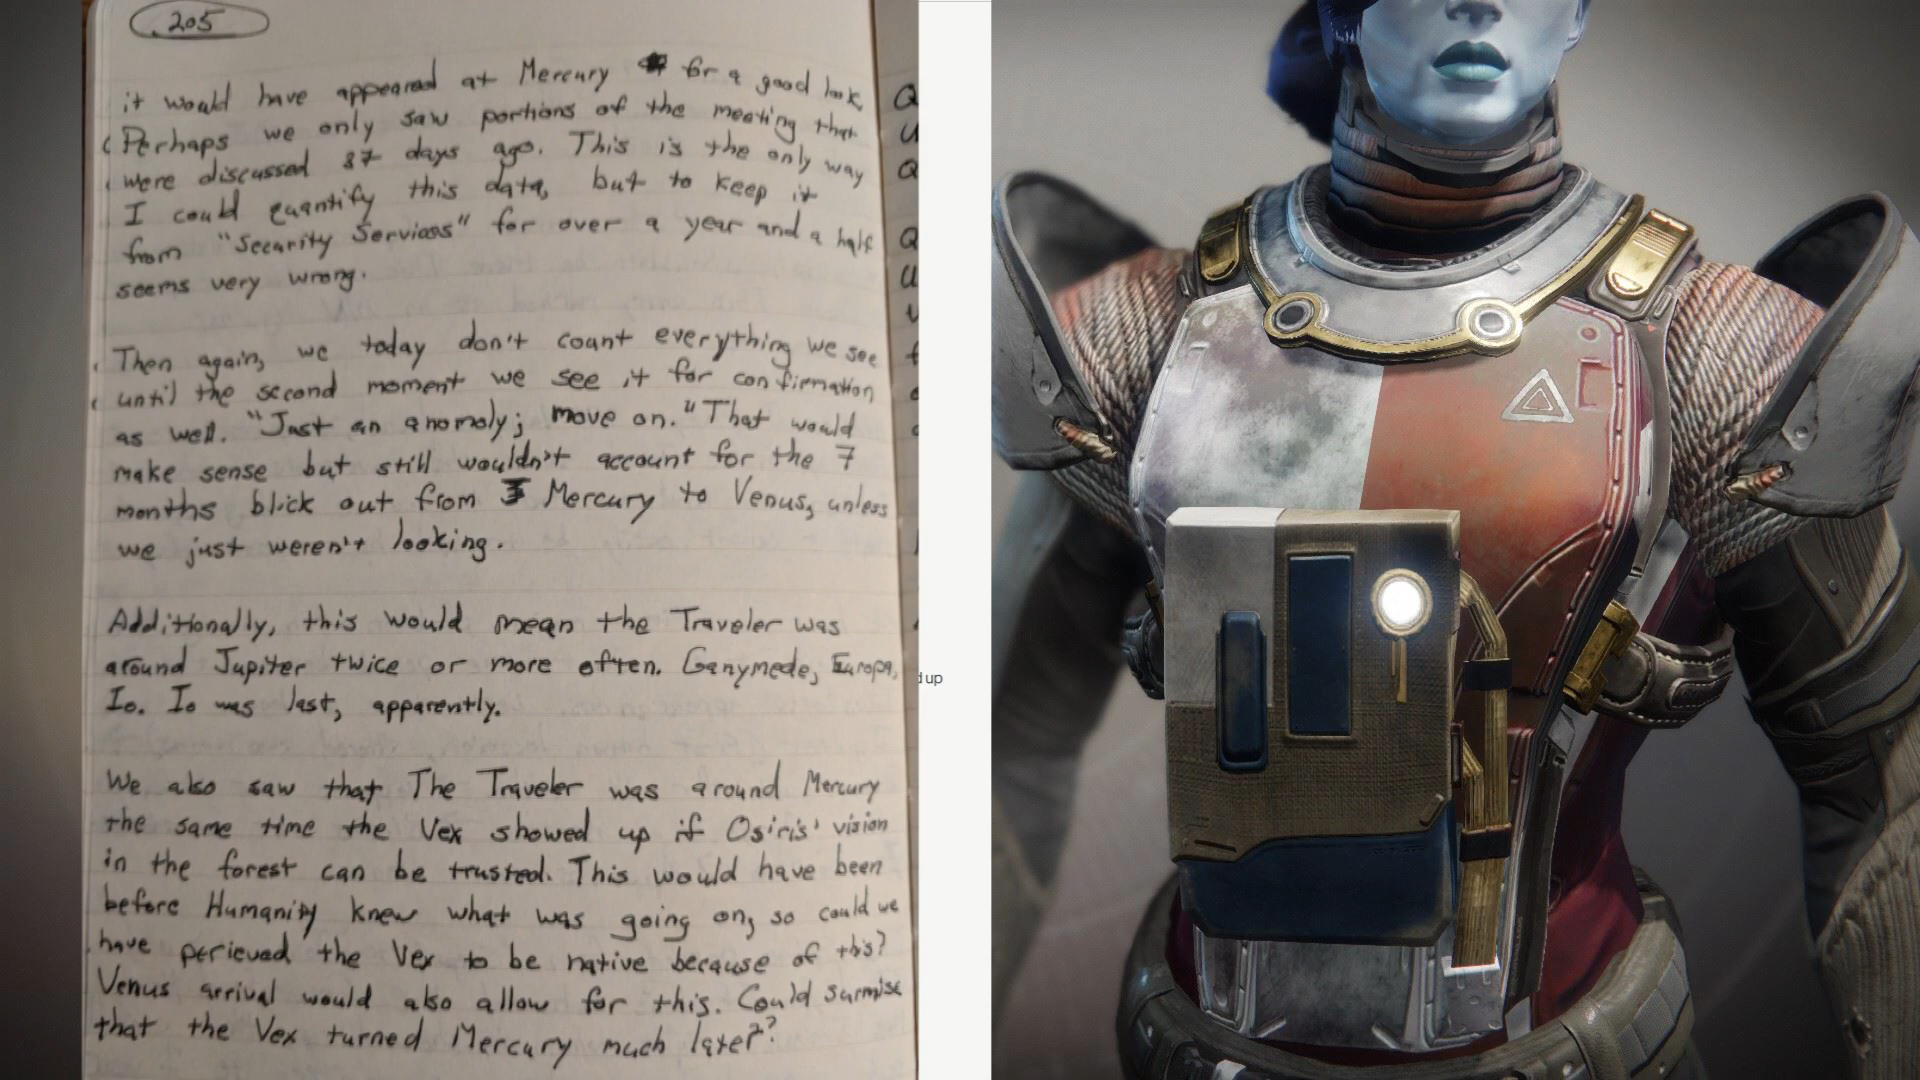 205
it would have appeared at Mercury for a good look.
Perhaps we only saw portions of the meeting that
were discussed 37 days ago. This is the only way
I could quantify this data, but to keep it
from "Security Services" for over a year and a half
seems very wrong.
Then again, we today don't count everything we see
until the second moment we see it for confirmation
as well. "Just an anomoly; move on." That would
make sense but still wouldn't account for the 7
months blick out from Mercury to Venus, unless
we just weren't looking.
Additionally, this would mean the Traveler was
around Jupiter twice or more often. Ganymede, Europa,
Io. Io was last, apparently.
We also saw that The Traveler was around Mercury
the same time the Vex showed up if Osiris' vision
in the forest can be trusted. This would have been
before Humanity knew what was going on, so could we
have perieved the Vex to be native because of this?
Venus arrival would also allow for this. Could surmise
that the Vex turned Mercury much later?
d up